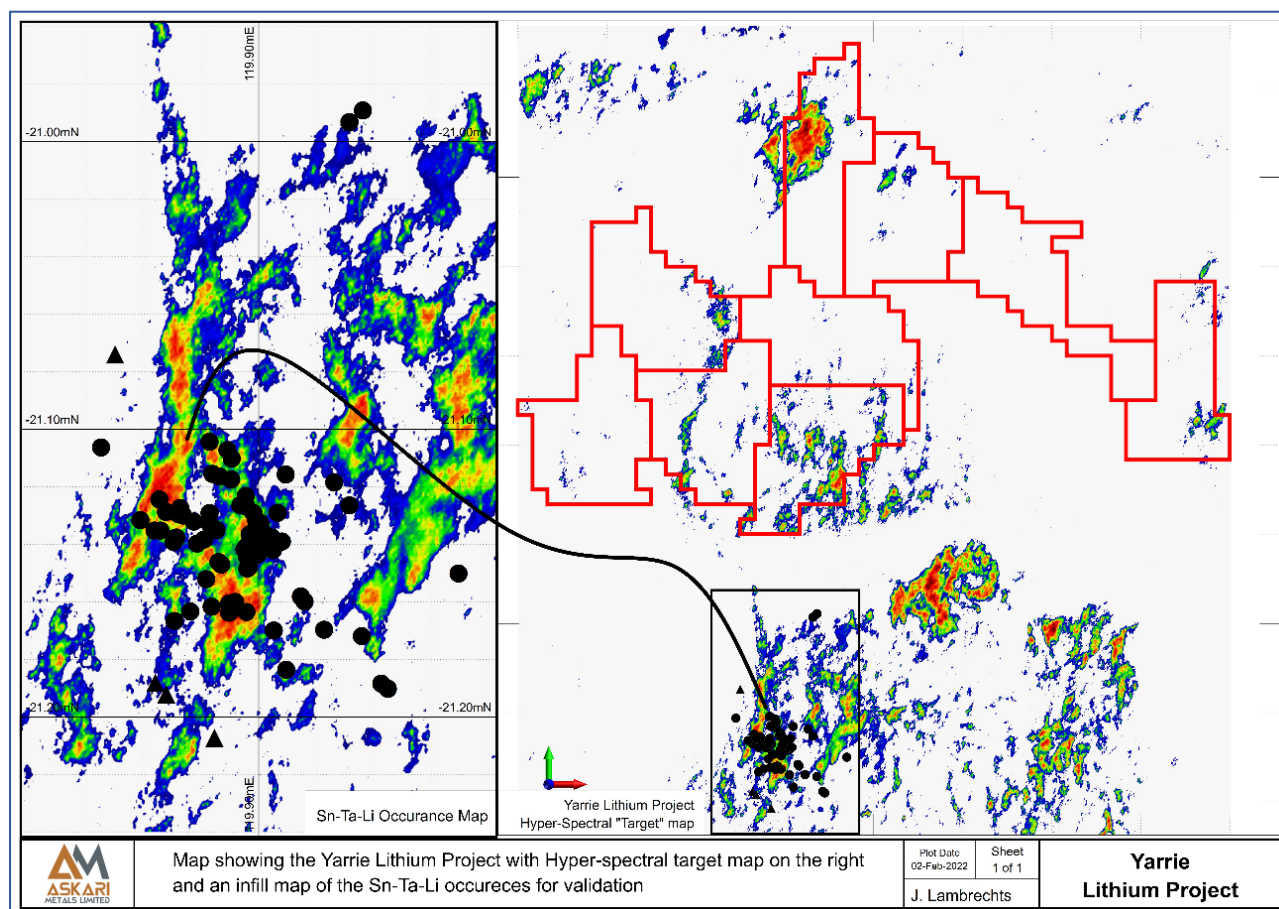 119.90mE
-21.00mN
-21.00mN
-21.10mN
-21.10mN
-21.20mN
-21.20mN
119.90mE
Sn-Ta-Li Occurance Map
Yarrie Lithium Project
Hyper-Spectral "Target" map
AM
ASKARI
METALS LIMITED
Map showing the Yarrie Lithium Project with Hyper-spectral target map on the right
and an infill map of the Sn-Ta-Li occureces for validation
Plot Date
02-Feb-2022
Sheet
1 of 1
J. Lambrechts
Yarrie
Lithium Project